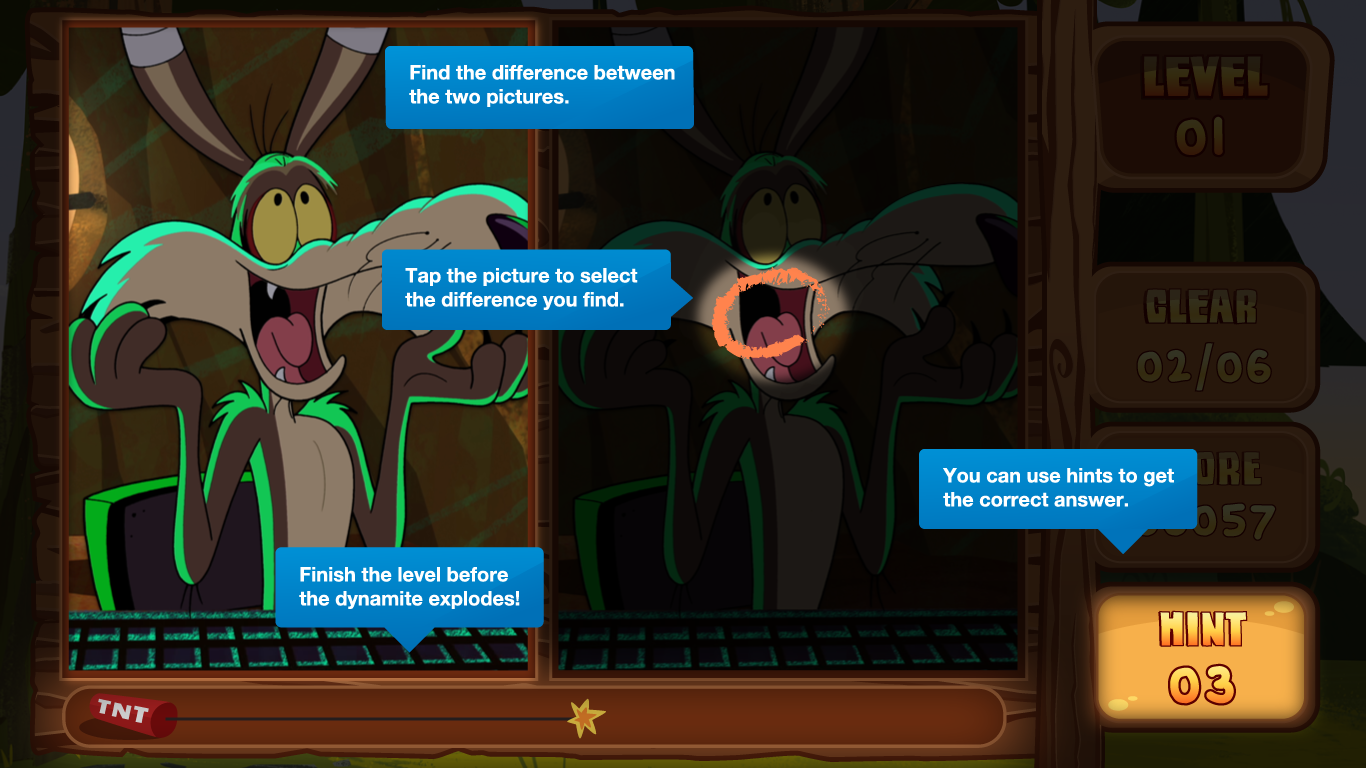 Find the difference between
the two pictures.
LEVEL
01
Tap the picture to select
the difference you find.
CLEAR
02/06
You can use hints to get
the correct answer.
057
Finish the level before
the dynamite explodes!
HINT
03
TNT